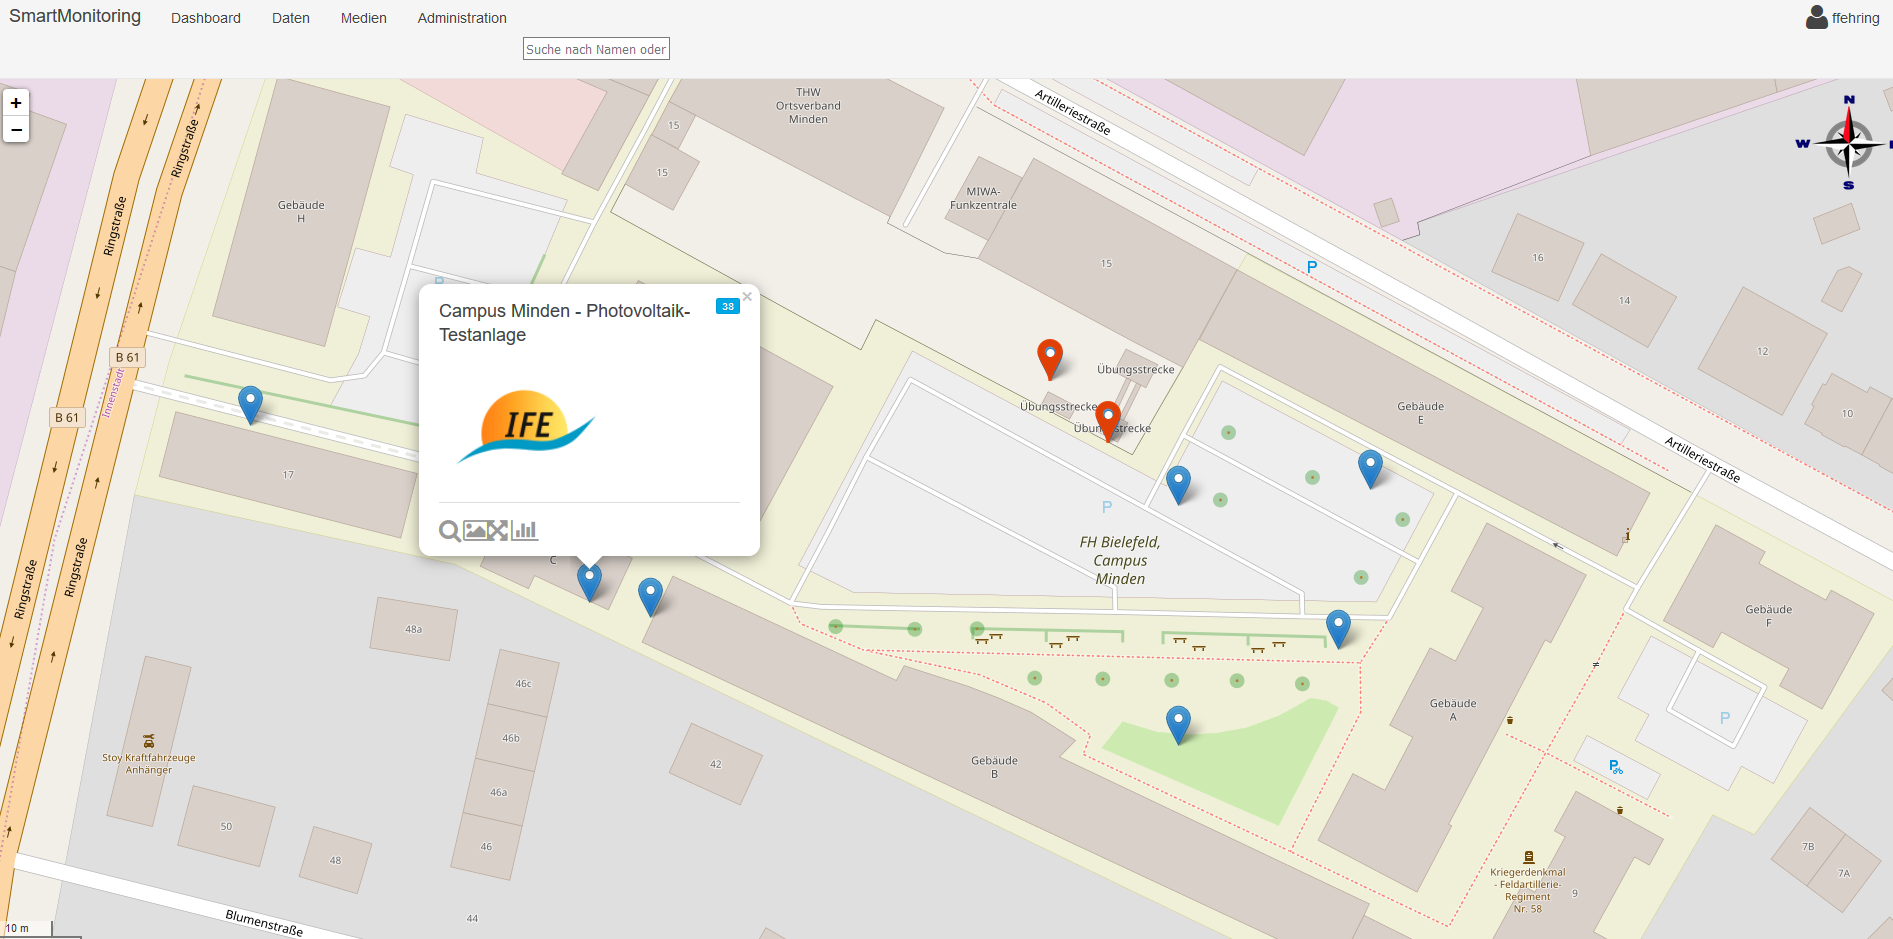 SmartMonitoring
Dashboard
Daten
Medien
Administration
ffehring
Suche nach Namen oder
+
−
THW
Ortsverband
Minden
Artilleriestraße
N
W
S
15
15
MIWA-
Funkzentrale
Ringstraße
Ringstraße
Gebäude
H
P
15
P
16
14
12
10
Campus Minden - Photovoltaik-
Testanlage
38
×
IFE
B 61
B 61
Innenstadt
Übungsstrecke
Übungsstrecke
Gebäude
E
Artilleriestraße
17
P
FH Bielefeld,
Campus
Minden
C
Ringstraße
Ringstraße
48a
Gebäude
F
46c
46b
46a
46
Gebäude
A
P
Stoy Kraftfahrzeuge
Anhänger
42
Gebäude
B
P
50
48
7B
7A
Kriegerdenkmal
- Feldartillerie-
Regiment
Nr. 58
9
44
Blumenstraße
10 m